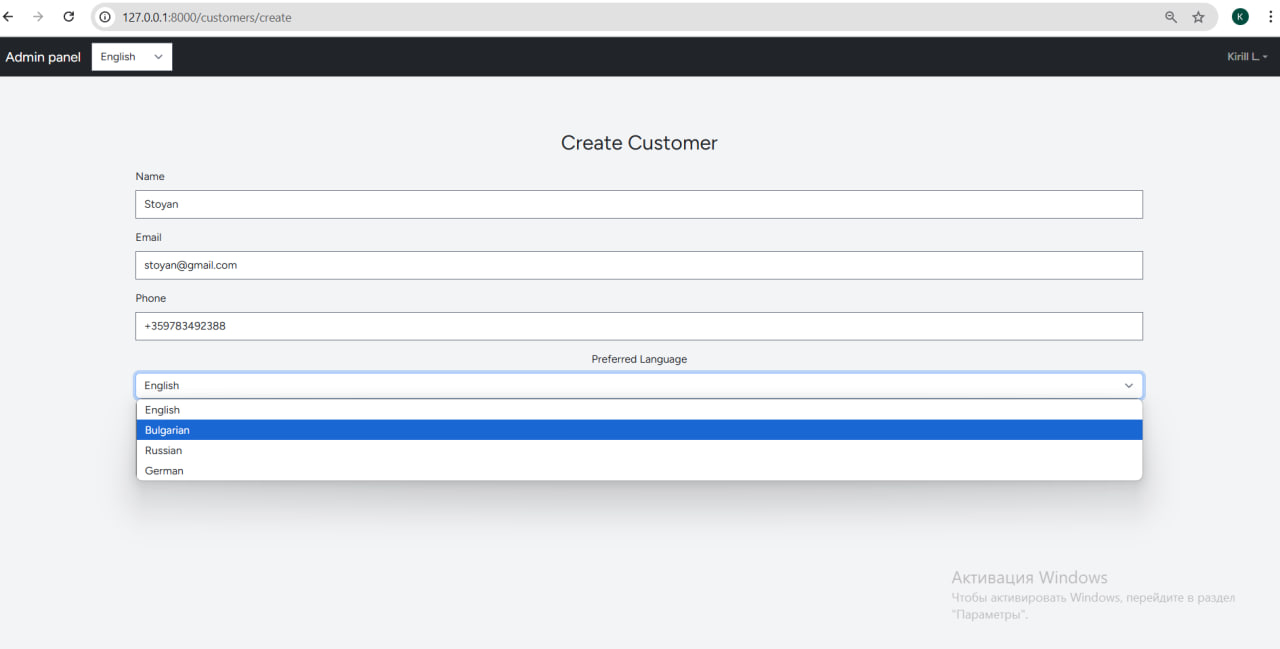 127.0.0.1:8000/customers/create
K
Admin panel English Kirill L.
Create Customer
Name
Stoyan
Email
stoyan@gmail.com
Phone
+359783492388
Preferred Language
English
English
Bulgarian
Russian
German
Активация Windows
Чтобы активировать Windows, перейдите в раздел
"Параметры".